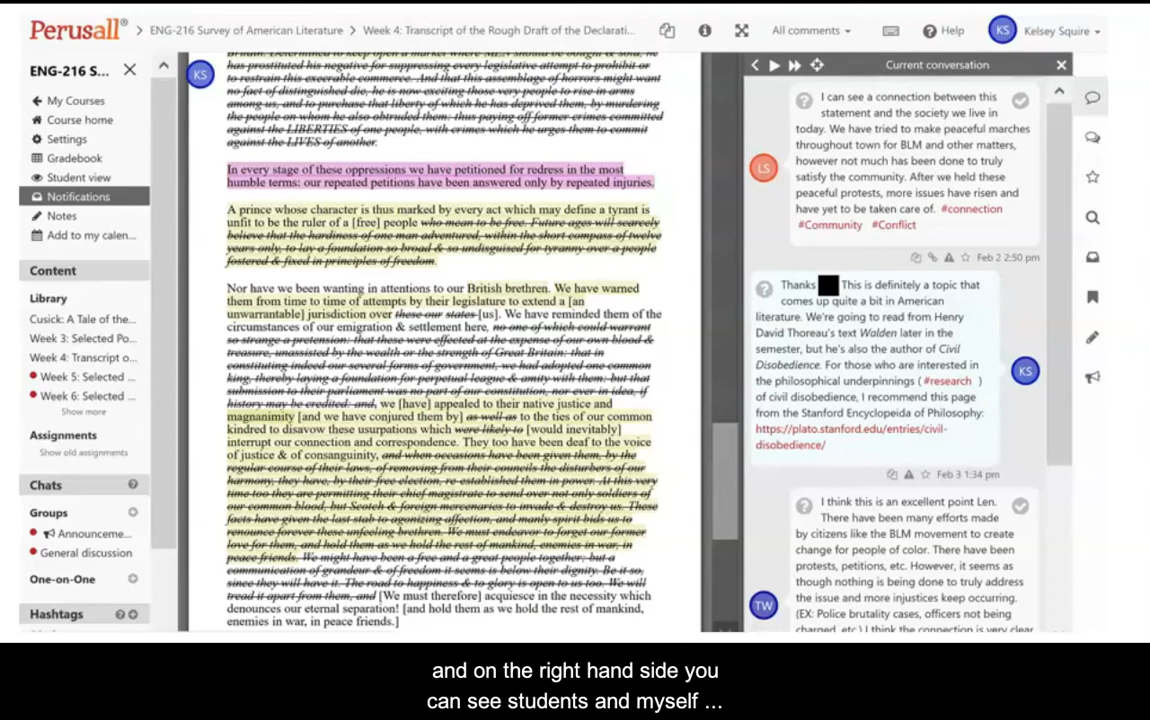 Perusall® > ENG-216 Survey of American Literature > Week 4: Transcript of the Rough Draft of the Declarati... All comments Help KS Kelsey Squire
ENG-216 S...
My Courses
Course home
Settings
Gradebook
Student view
Notifications
Notes
Add to my calen...
Content
Library
Cusick: A Tale of the...
Week 3: Selected Po...
Week 4: Transcript o...
Week 5: Selected ...
Week 6: Selected ...
Show more
Assignments
Show old assignments
Chats
Groups
Announceme...
General discussion
One-on-One
Hashtags
KS
Britain. Determined to keep open a market where MEN should be bought & sold, he
has prostituted his negative for suppressing every legislative attempt to prohibit or
to restrain this execrable commerce. And that this assemblage of horrors might want
no fact of distinguished die, he is now exciting those very people to rise in arms
among us, and to purchase that liberty of which he has deprived them, by murdering
the people on whom he also obtruded them: thus paying off former crimes committed
against the LIBERTIES of one people, with crimes which he urges them to commit
against the LIVES of another.
In every stage of these oppressions we have petitioned for redress in the most
humble terms: our repeated petitions have been answered only by repeated injuries.
A prince whose character is thus marked by every act which may define a tyrant is
unfit to be the ruler of a [free] people who mean to be free. Future ages will scarcely
believe that the hardiness of one man adventured, within the short compass of twelve
years only, to lay a foundation so broad & so undisguised for tyranny over a people
fostered & fixed in principles of freedom.
Nor have we been wanting in attentions to our British brethren. We have warned
them from time to time of attempts by their legislature to extend a [an
unwarrantable] jurisdiction over these our states [us]. We have reminded them of the
circumstances of our emigration & settlement here, no one of which could warrant
so strange a pretension: that these were effected at the expense of our own blood &
treasure, unassisted by the wealth or the strength of Great Britain: that in
constituting indeed our several forms of government, we had adopted one common
king, thereby laying a foundation for perpetual league & amity with them: but that
submission to their parliament was no part of our constitution, nor ever in idea, if
history may be credited: and, we [have] appealed to their native justice and
magnanimity [and we have conjured them by] as well as to the ties of our common
kindred to disavow these usurpations which were likely to [would inevitably]
interrupt our connection and correspondence. They too have been deaf to the voice
of justice & of consanguinity, and when occasions have been given them, by the
regular course of their laws, of removing from their councils the disturbers of our
harmony, they have, by their free election, re-established them in power. At this very
time too they are permitting their chief magistrate to send over not only soldiers of
our common blood, but Scotch & foreign mercenaries to invade & destroy us. These
facts have given the last stab to agonizing affection, and manly spirit bids us to
renounce forever these unfeeling brethren. We must endeavor to forget our former
love for them, and hold them as we hold the rest of mankind, enemies in war, in
peace friends. We might have been a free and a great people together; but a
communication of grandeur & of freedom it seems is below their dignity. Be it so,
since they will have it. The road to happiness & to glory is open to us too. We will
tread it apart from them, and [We must therefore] acquiesce in the necessity which
denounces our eternal separation! [and hold them as we hold the rest of mankind,
enemies in war, in peace friends.]
Current conversation
LS
I can see a connection between this
statement and the society we live in
today. We have tried to make peaceful marches
throughout town for BLM and other matters,
however not much has been done to truly
satisfy the community. After we held these
peaceful protests, more issues have risen and
have yet to be taken care of. #connection
#Community #Conflict
Feb 2 2:50 pm
Thanks This is definitely a topic that
comes up quite a bit in American
literature. We're going to read from Henry
David Thoreau's text Walden later in the
semester, but he's also the author of Civil
Disobedience. For those who are interested in
the philosophical underpinnings ( #research )
of civil disobedience, I recommend this page
from the Stanford Encyclopeida of Philosophy:
https://plato.stanford.edu/entries/civil-
disobedience/
KS
Feb 3 1:34 pm
I think this is an excellent point Len.
There have been many efforts made
by citizens like the BLM movement to create
change for people of color. There have been
protests, petitions, etc. However, it seems as
though nothing is being done to truly address
the issue and more injustices keep occurring.
(EX: Police brutality cases, officers not being
charged, etc.) I think the connection is very clear
TW
and on the right hand side you
can see students and myself ...